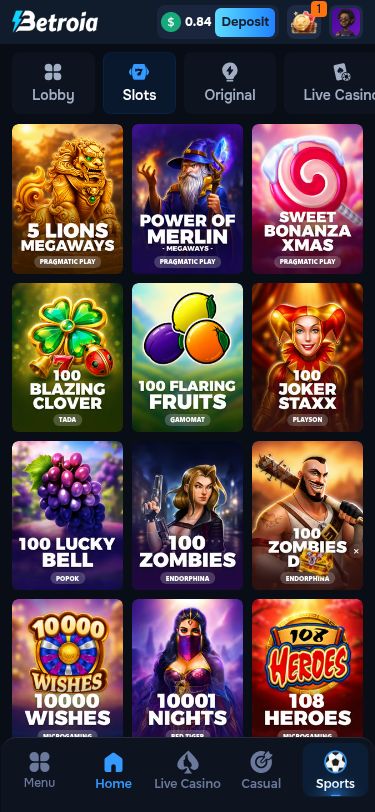 Betroia
$ 0.84 Deposit
1
Lobby
7
Slots
Original
Live Casino
5 LIONS
MEGAWAYS
PRAGMATIC PLAY
POWER OF
MERLIN
- MEGAWAYS -
PRAGMATIC PLAY
SWEET
BONANZA
XMAS
PRAGMATIC PLAY
7
100
BLAZING
CLOVER
TADA
100 FLARING
FRUITS
GAMOMAT
100
JOKER
STAXX
PLAYSON
100 LUCKY
BELL
POPOK
100
ZOMBIES
ENDORPHINA
100
ZOMBIES
D
ENDORPHINA
×
10000
WISHES
10000
WISHES
MICROGAMING
10001
NIGHTS
RED TIGER
108
HEROES
108
HEROES
MICROGAMING
Menu
Home
Live Casino
Casual
Sports